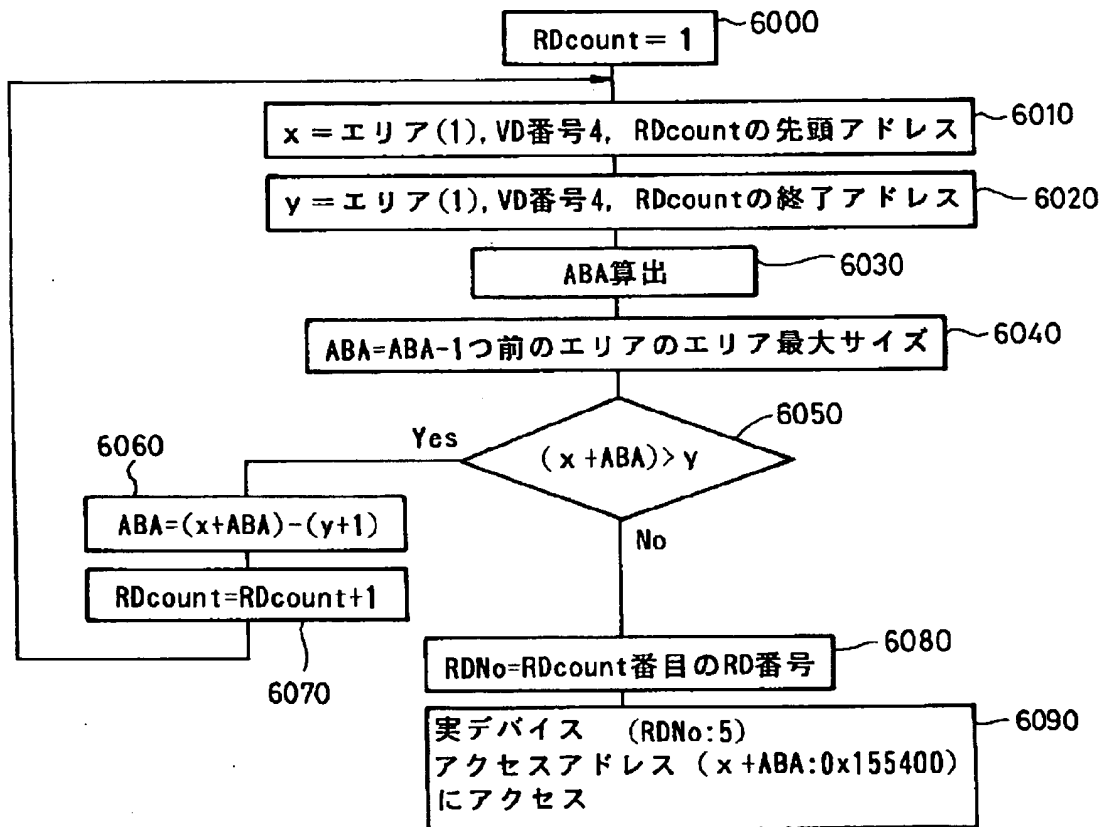 RDcount = 1
6000
x = エリア(1), VD番号4, RDcountの先頭アドレス
6010
y = エリア(1), VD番号4, RDcountの終了アドレス
6020
ABA算出
6030
ABA=ABA-1つ前のエリアのエリア最大サイズ
6040
(x+ABA)>y
6050
Yes
No
6060
ABA=(x+ABA)-(y+1)
RDcount=RDcount+1
6070
RDNo=RDcount番目のRD番号
6080
実デバイス (RDNo:5)
アクセスアドレス (x+ABA:0x155400)
にアクセス
6090